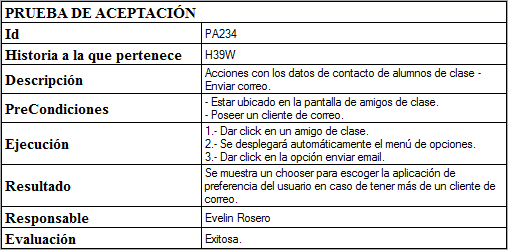 PRUEBA DE ACEPTACIÓN
Id PA234
Historia a la que pertenece H39W
Descripción Acciones con los datos de contacto de alumnos de clase -
Enviar correo.
PreCondiciones - Estar ubicado en la pantalla de amigos de clase.
- Poseer un cliente de correo.
Ejecución 1.- Dar click en un amigo de clase.
2.- Se desplegará automáticamente el menú de opciones.
3.- Dar click en la opción enviar email.
Resultado Se muestra un chooser para escoger la aplicación de
preferencia del usuario en caso de tener más de un cliente de
correo.
Responsable Evelin Rosero
Evaluación Exitosa.